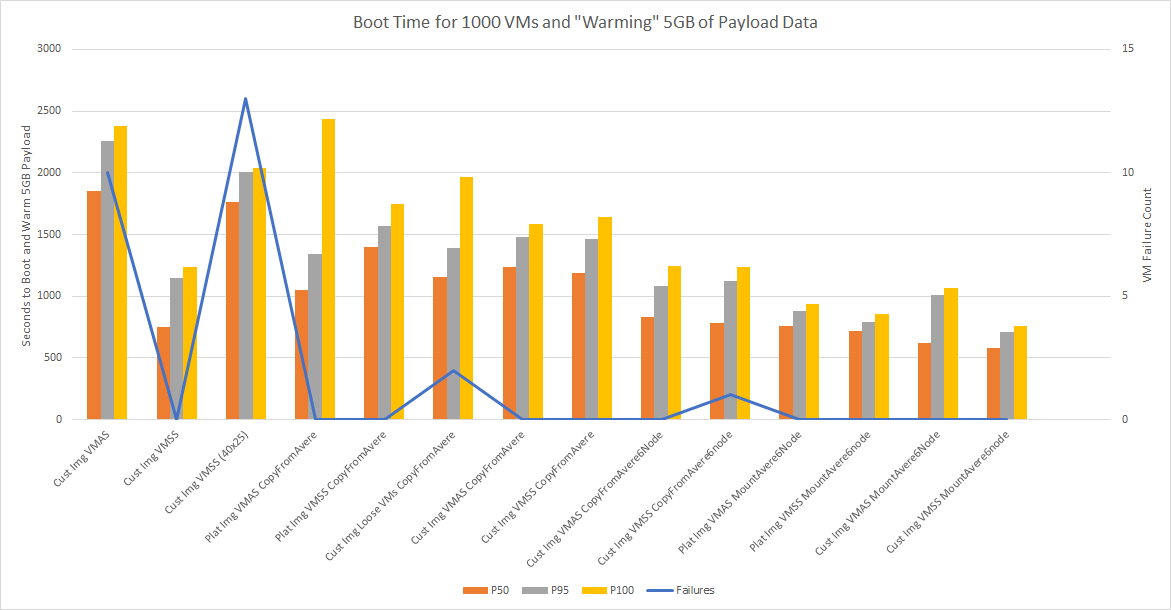 Boot Time for 1000 VMs and "Warming" 5GB of Payload Data
Seconds to Boot and Warm 5GB Payload
3000
2500
2000
1500
1000
500
0
15
10
5
0
VM Failure Count
Cust Img VMAS
Cust Img VMSS
Cust Img VMSS (40x25)
Plat Img VMAS CopyFromAvere
Plat Img VMSS CopyFromAvere
Cust Img Loose VMs CopyFromAvere
Cust Img VMAS CopyFromAvere
Cust Img VMSS CopyFromAvere
Cust Img VMAS CopyFromAvere6Node
Cust Img VMSS CopyFromAvere6node
Plat Img VMAS MountAvere6Node
Plat Img VMSS MountAvere6node
Cust Img VMAS MountAvere6Node
Cust Img VMSS MountAvere6node
P50 P95 P100 Failures